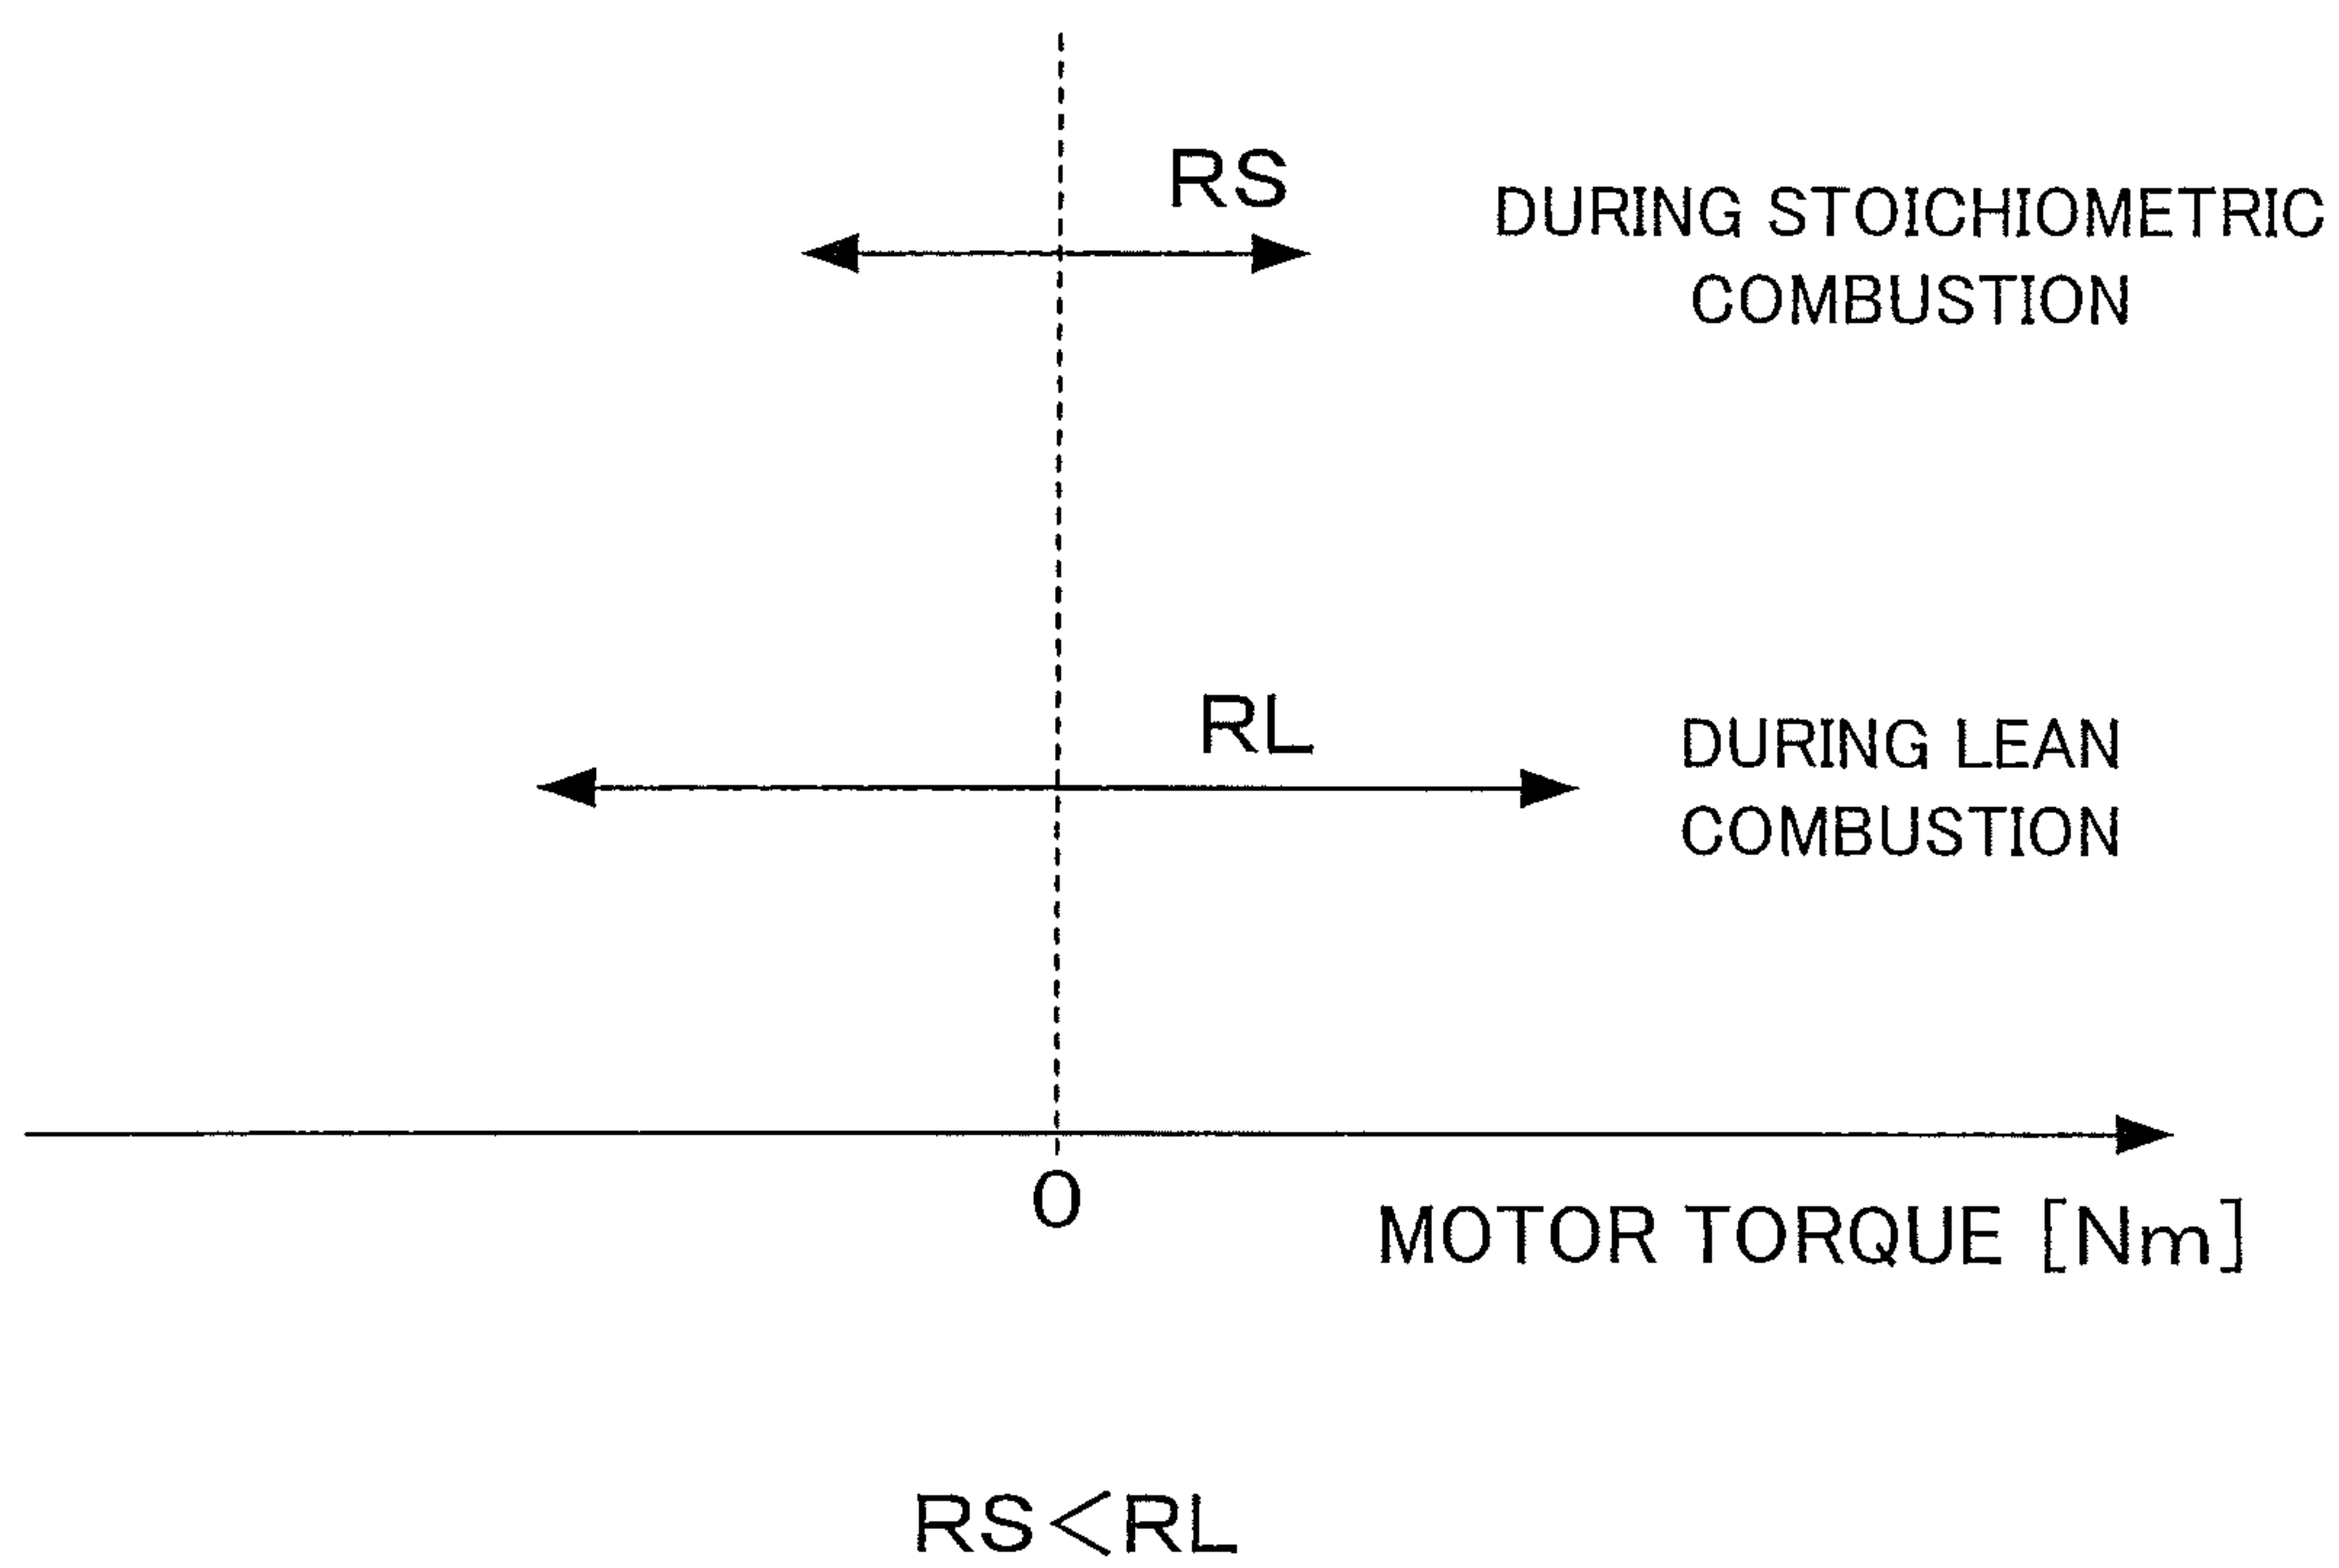 RS
DURING STOICHIOMETRIC
COMBUSTION
RL
DURING LEAN
COMBUSTION
0
MOTOR TORQUE [Nm]
RS<RL